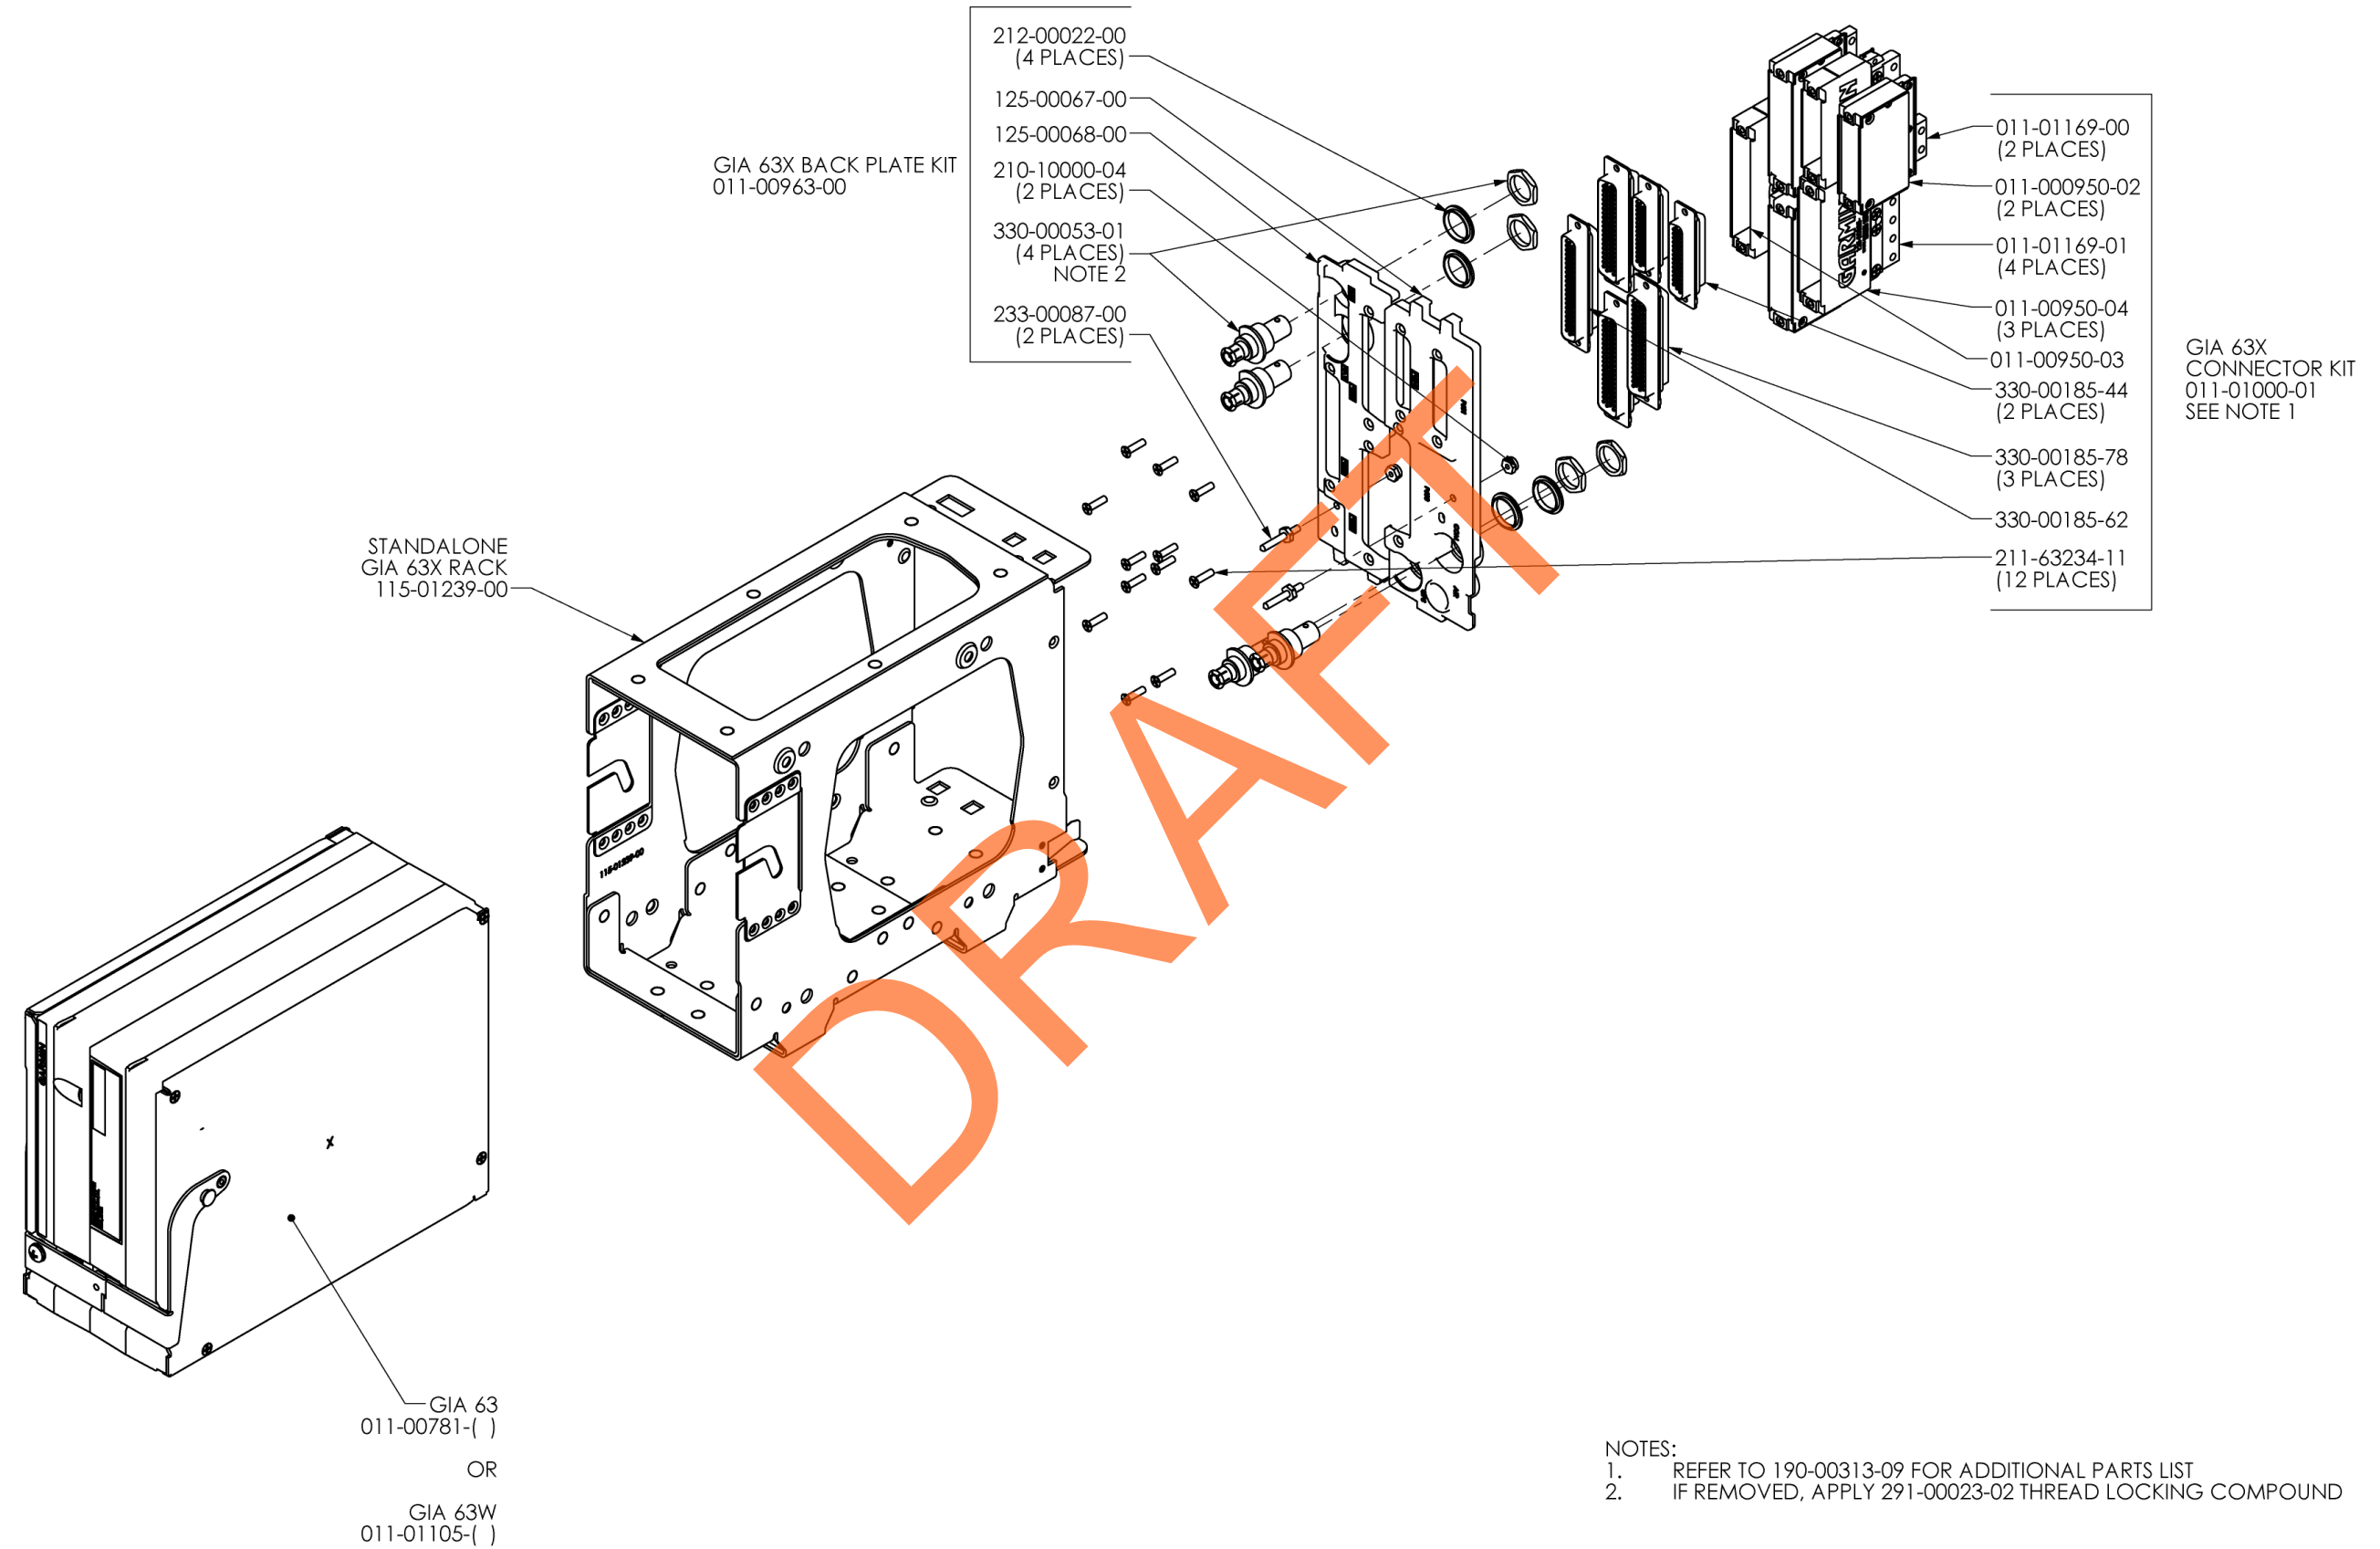 212-00022-00
(4 PLACES)
125-00067-00
125-00068-00
210-10000-04
(2 PLACES)
330-00053-01
(4 PLACES)
NOTE 2
233-00087-00
(2 PLACES)
GIA 63X BACK PLATE KIT
011-00963-00
GARMIN
011-01169-00
(2 PLACES)
011-000950-02
(2 PLACES)
011-01169-01
(4 PLACES)
011-00950-04
(3 PLACES)
011-00950-03
330-00185-44
(2 PLACES)
330-00185-78
(3 PLACES)
330-00185-62
211-63234-11
(12 PLACES)
GIA 63X
CONNECTOR KIT
011-01000-01
SEE NOTE 1
STANDALONE
GIA 63X RACK
115-01239-00
115-01239-00
DRAFT
GIA 63
011-00781-( )
OR
GIA 63W
011-01105-( )
NOTES:
1. REFER TO 190-00313-09 FOR ADDITIONAL PARTS LIST
2. IF REMOVED, APPLY 291-00023-02 THREAD LOCKING COMPOUND